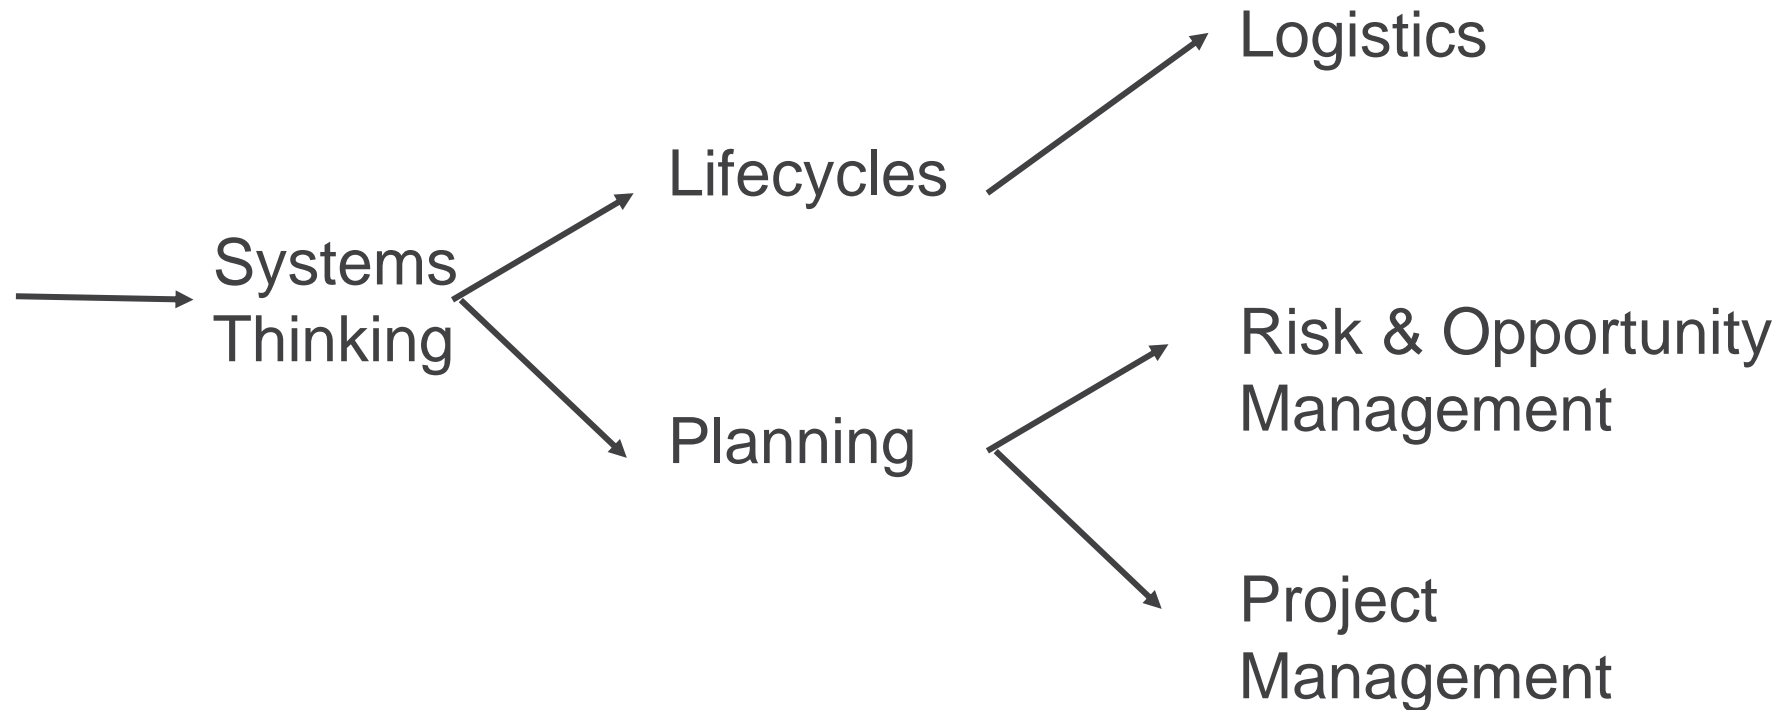 Logistics
Lifecycles
Systems
Thinking
Risk & Opportunity
Management
Planning
Project
Management